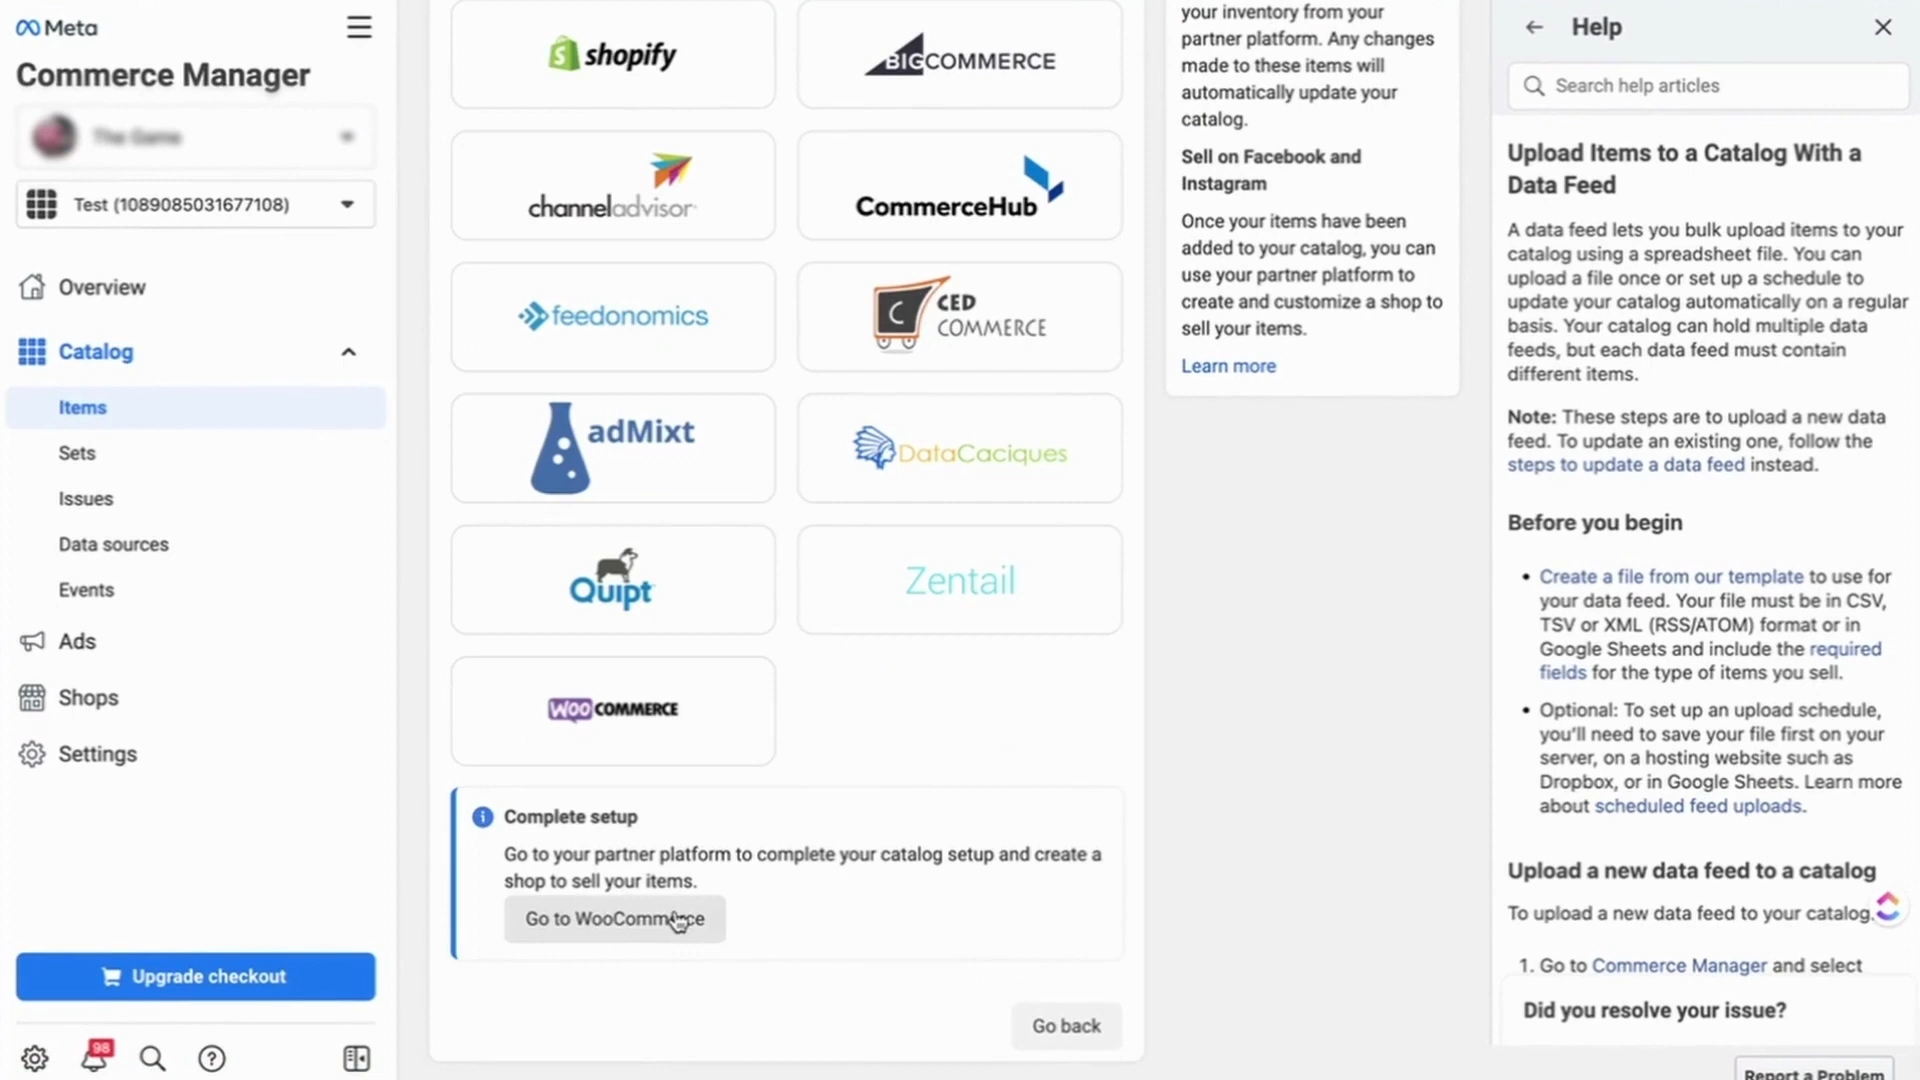 Meta
Commerce Manager
The Game
Test (1089085031677108)
Overview
Catalog
Items
Sets
Issues
Data sources
Events
Ads
Shops
Settings
Upgrade checkout
98
shopify
BIGCOMMERCE
channeladvisor
CommerceHub
feedonomics
C CED
COMMERCE
adMixt
DataCaciques
Quipt
Zentail
WOO COMMERCE
Complete setup
Go to your partner platform to complete your catalog setup and create a
shop to sell your items.
Go to WooCommerce
Go back
your inventory from your
partner platform. Any changes
made to these items will
automatically update your
catalog.
Sell on Facebook and
Instagram
Once your items have been
added to your catalog, you can
use your partner platform to
create and customize a shop to
sell your items.
Learn more
Help
Search help articles
Upload Items to a Catalog With a
Data Feed
A data feed lets you bulk upload items to your
catalog using a spreadsheet file. You can
upload a file once or set up a schedule to
update your catalog automatically on a regular
basis. Your catalog can hold multiple data
feeds, but each data feed must contain
different items.
Note: These steps are to upload a new data
feed. To update an existing one, follow the
steps to update a data feed instead.
Before you begin
• Create a file from our template to use for
your data feed. Your file must be in CSV,
TSV or XML (RSS/ATOM) format or in
Google Sheets and include the required
fields for the type of items you sell.
• Optional: To set up an upload schedule,
you'll need to save your file first on your
server, on a hosting website such as
Dropbox, or in Google Sheets. Learn more
about scheduled feed uploads.
Upload a new data feed to a catalog
To upload a new data feed to your catalog.
1. Go to Commerce Manager and select
Did you resolve your issue?
Report a Problem